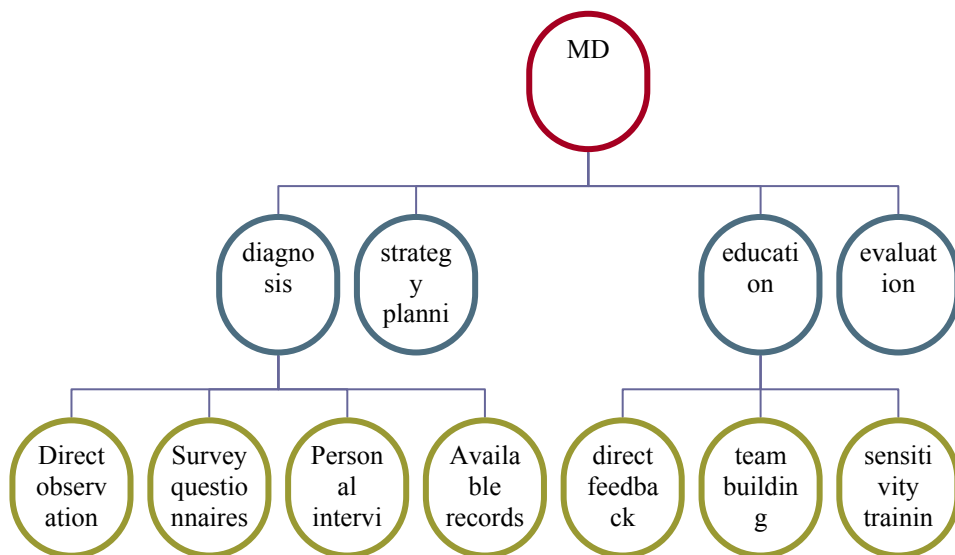 MD
diagno
sis
strateg
y
planni
educati
on
evaluat
ion
Direct
observ
ation
Survey
questio
nnaires
Person
al
intervi
Availa
ble
records
direct
feedba
ck
team
buildin
g
sensiti
vity
trainin